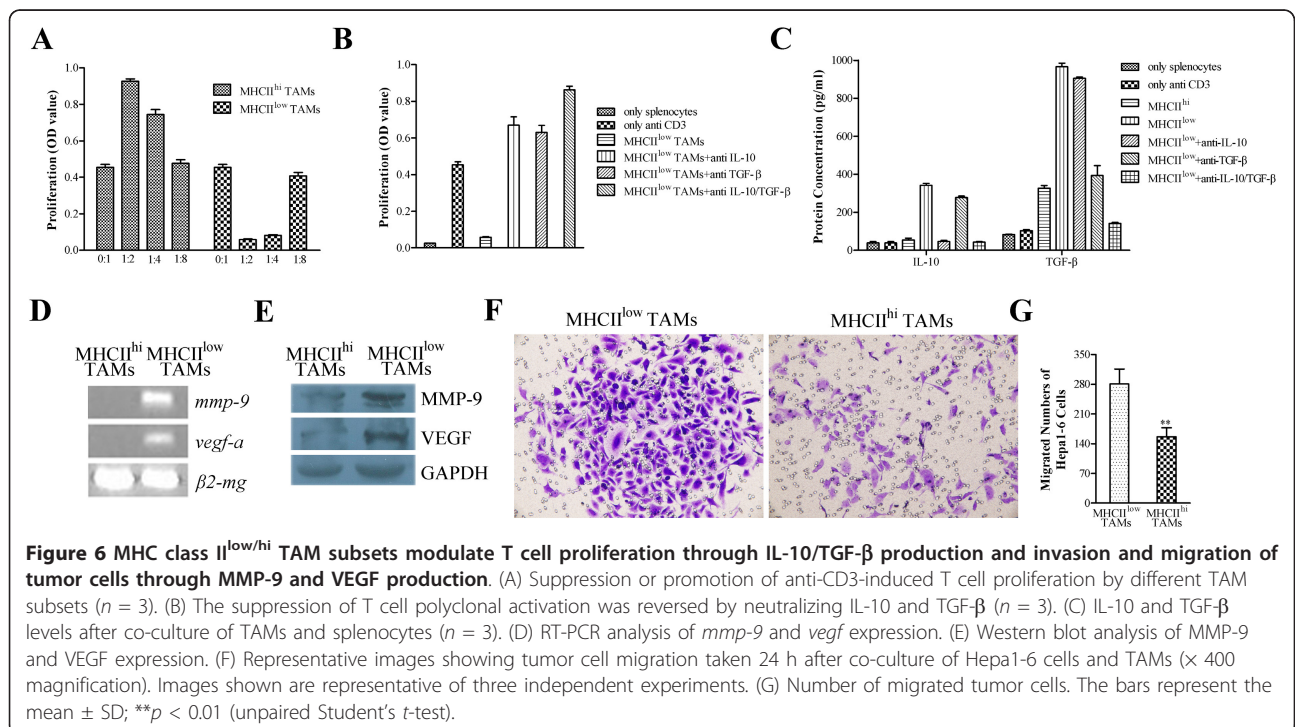 A
Proliferation (OD value)
1.0
0.8
0.6
0.4
0.2
0.0
0:1 1:2 1:4 1:8 0:1 1:2 1:4 1:8
MHCII^hi TAMs
MHCII^low TAMs
B
Proliferation (OD value)
1.0
0.8
0.6
0.4
0.2
0.0
only splenocytes
only anti CD3
MHCII^low TAMs
MHCII^low TAMs+anti IL-10
MHCII^low TAMs+anti TGF-β
MHCII^low TAMs+anti IL-10/TGF-β
C
Protein Concentration (pg/ml)
1000
800
600
400
200
0
IL-10 TGF-β
only splenocytes
only anti CD3
MHCII^hi
MHCII^low
MHCII^low+anti-IL-10
MHCII^low+anti-TGF-β
MHCII^low+anti-IL-10/TGF-β
D
MHCII^hi MHCII^low
TAMs TAMs
mmp-9
vegf-a
β2-mg
E
MHCII^hi MHCII^low
TAMs TAMs
MMP-9
VEGF
GAPDH
F
MHCII^low TAMs MHCII^hi TAMs
G
Migrated Numbers of
Hepa1-6 Cells
350
280
210
140
70
0
**
MHCII^low MHCII^hi
TAMs TAMs
Figure 6 MHC class II^low/hi TAM subsets modulate T cell proliferation through IL-10/TGF-β production and invasion and migration of
tumor cells through MMP-9 and VEGF production. (A) Suppression or promotion of anti-CD3-induced T cell proliferation by different TAM
subsets (n = 3). (B) The suppression of T cell polyclonal activation was reversed by neutralizing IL-10 and TGF-β (n = 3). (C) IL-10 and TGF-β
levels after co-culture of TAMs and splenocytes (n = 3). (D) RT-PCR analysis of mmp-9 and vegf expression. (E) Western blot analysis of MMP-9
and VEGF expression. (F) Representative images showing tumor cell migration taken 24 h after co-culture of Hepa1-6 cells and TAMs (× 400
magnification). Images shown are representative of three independent experiments. (G) Number of migrated tumor cells. The bars represent the
mean ± SD; **p < 0.01 (unpaired Student's t-test).